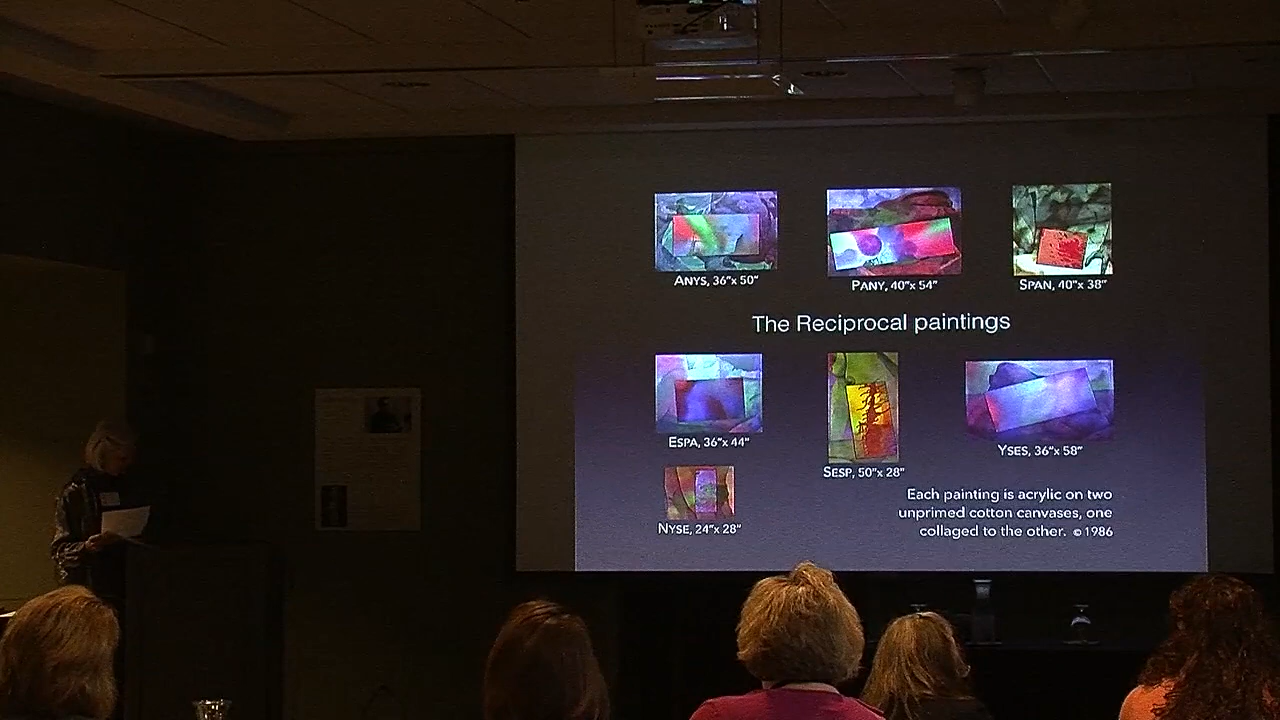 ANYS, 36"x 50"
PANY, 40"x 54"
SPAN, 40"x 38"
The Reciprocal paintings
ESPA, 36"x 44"
SESP, 50"x 28"
YSES, 36"x 58"
NYSE, 24"x 28"
Each painting is acrylic on two
unprimed cotton canvases, one
collaged to the other. © 1986